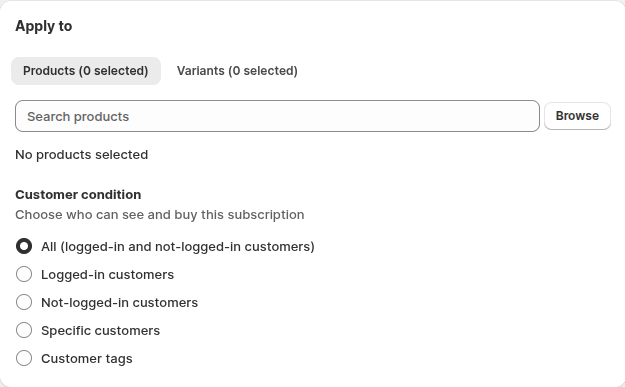 Apply to
Products (0 selected) Variants (0 selected)
Search products Browse
No products selected
Customer condition
Choose who can see and buy this subscription
All (logged-in and not-logged-in customers)
Logged-in customers
Not-logged-in customers
Specific customers
Customer tags